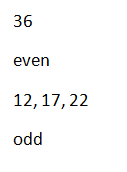 36
even
12, 17, 22
odd